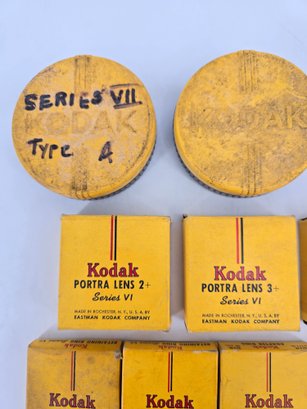 SERIES VII
KODAK
Type A
KODAK
Kodak
PORTRA LENS 2+
Series VI
MADE IN ROCHESTER, N. Y., U. S. A. BY
EASTMAN KODAK COMPANY
Kodak
PORTRA LENS 3+
Series VI
MADE IN ROCHESTER, N. Y., U. S. A. BY
EASTMAN KODAK COMPANY
Kodak
Kodak
Kodak